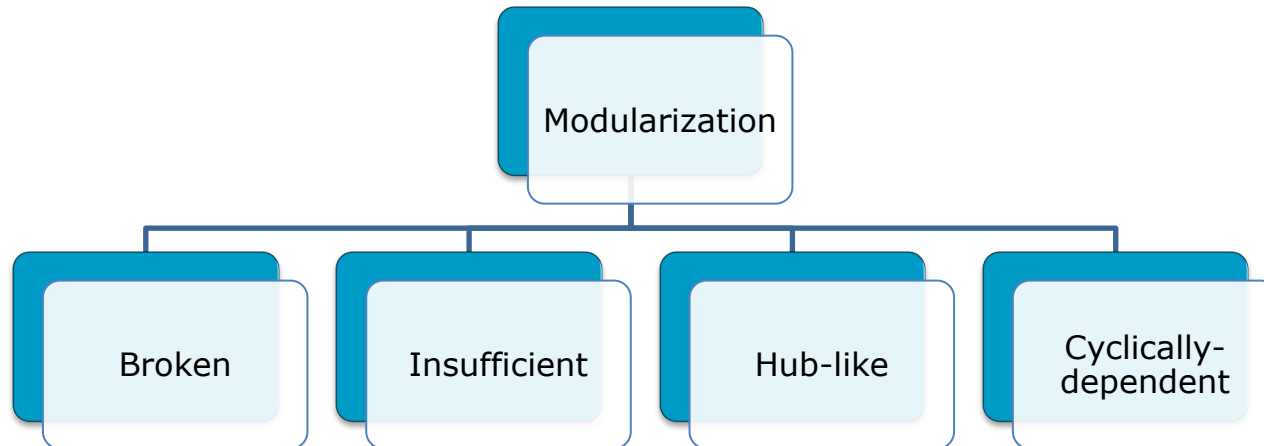 Modularization
Broken
Insufficient
Hub-like
Cyclically-
dependent